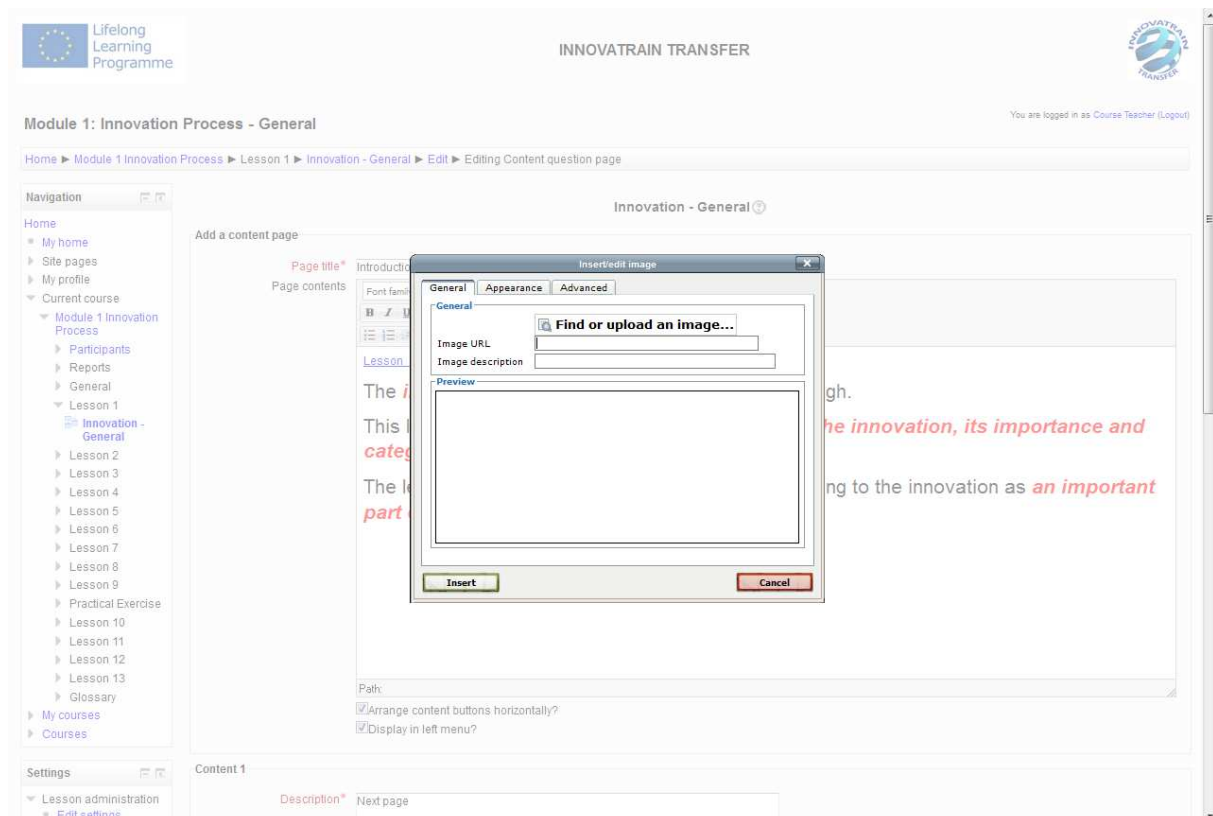 Lifelong
Learning
Programme
INNOVATRAIN TRANSFER
INNOVATRAIN
TRANSFER
Module 1: Innovation Process - General
You are logged in as Course Teacher (Logout)
Home ► Module 1 Innovation Process ► Lesson 1 ► Innovation - General ► Edit ► Editing Content question page
Navigation
Home
My home
Site pages
My profile
Current course
Module 1 Innovation
Process
Participants
Reports
General
Lesson 1
Innovation -
General
Lesson 2
Lesson 3
Lesson 4
Lesson 5
Lesson 6
Lesson 7
Lesson 8
Lesson 9
Practical Exercise
Lesson 10
Lesson 11
Lesson 12
Lesson 13
Glossary
My courses
Courses
Settings
Lesson administration
Edit settings
Innovation - General
Add a content page
Page title*
Page contents
Font
B I U
Lesson
The
gh.
This
he innovation, its importance and
The
ng to the innovation as an important
part
Path:
Arrange content buttons horizontally?
Display in left menu?
Content 1
Description* Next page
Insert/edit image
General Appearance Advanced
General
Find or upload an image...
Image URL
Image description
Preview
Insert Cancel